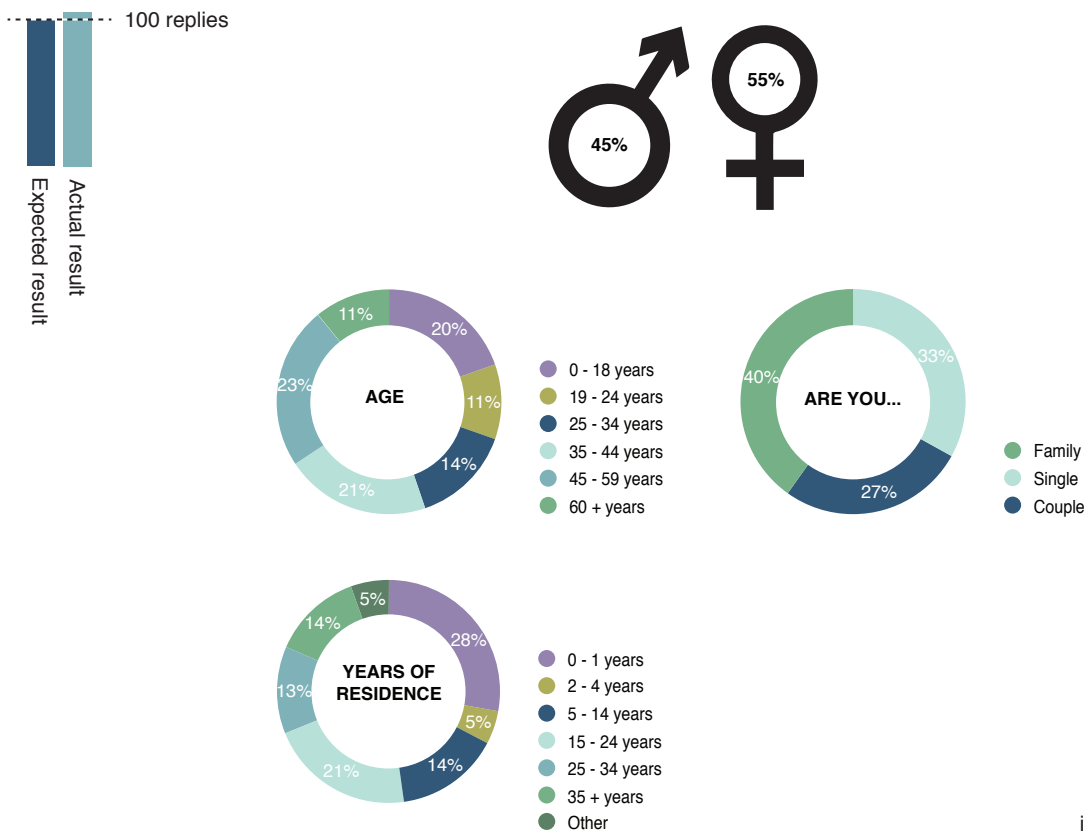 100 replies
Expected result
Actual result
45%
55%
20%
11%
14%
21%
23%
11%
AGE
0 - 18 years
19 - 24 years
25 - 34 years
35 - 44 years
45 - 59 years
60 + years
33%
27%
40%
ARE YOU...
Family
Single
Couple
28%
5%
14%
21%
13%
14%
5%
YEARS OF
RESIDENCE
0 - 1 years
2 - 4 years
5 - 14 years
15 - 24 years
25 - 34 years
35 + years
Other
i